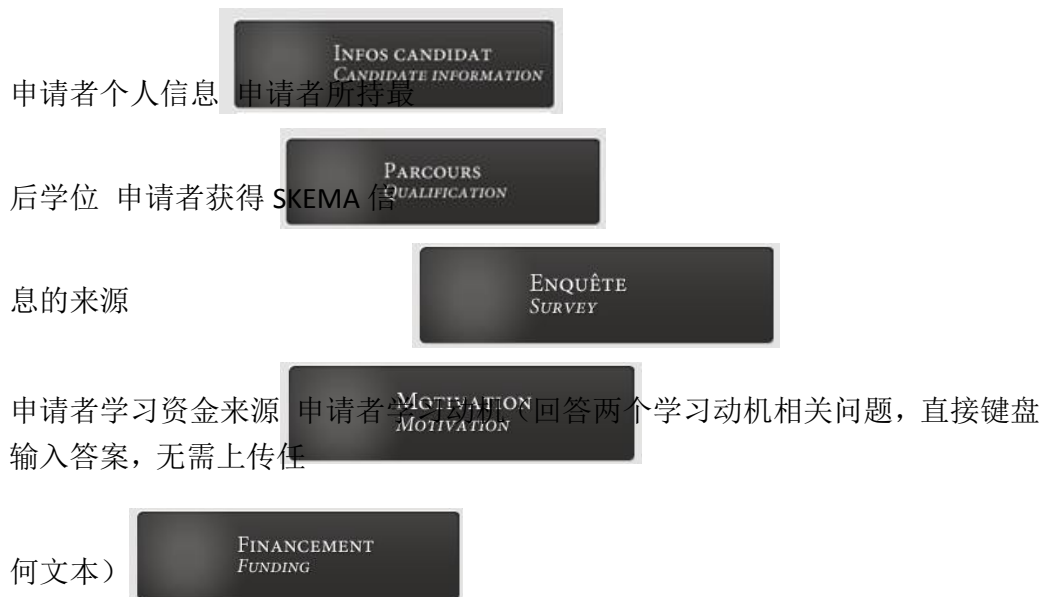 INFOS CANDIDAT
CANDIDATE INFORMATION
申请者个人信息 申请者所持最
PARCOURS
QUALIFICATION
后学位 申请者获得 SKEMA 信
ENQUÊTE
SURVEY
息的来源
MOTIVATION
MOTIVATION
申请者学习资金来源 申请者学习动机（回答两个学习动机相关问题，直接键盘
输入答案，无需上传任
FINANCEMENT
FUNDING
何文本）